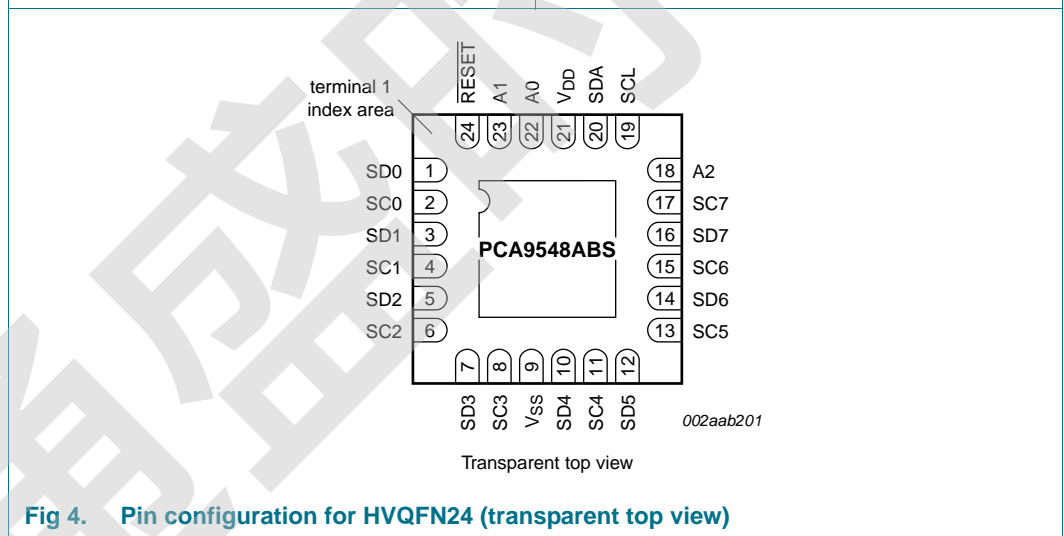 terminal 1
index area
RESET
A1
A0
VDD
SDA
SCL
24
23
22
21
20
19
SD0 1
SC0 2
SD1 3
SC1 4
SD2 5
SC2 6
18 A2
17 SC7
16 SD7
15 SC6
14 SD6
13 SC5
PCA9548ABS
7
8
9
10
11
12
SD3
SC3
VSS
SD4
SC4
SD5
002aab201
Transparent top view
Fig 4. Pin configuration for HVQFN24 (transparent top view)